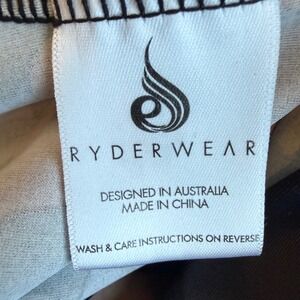 RYDERWEAR
DESIGNED IN AUSTRALIA
MADE IN CHINA
WASH & CARE INSTRUCTIONS ON REVERSE